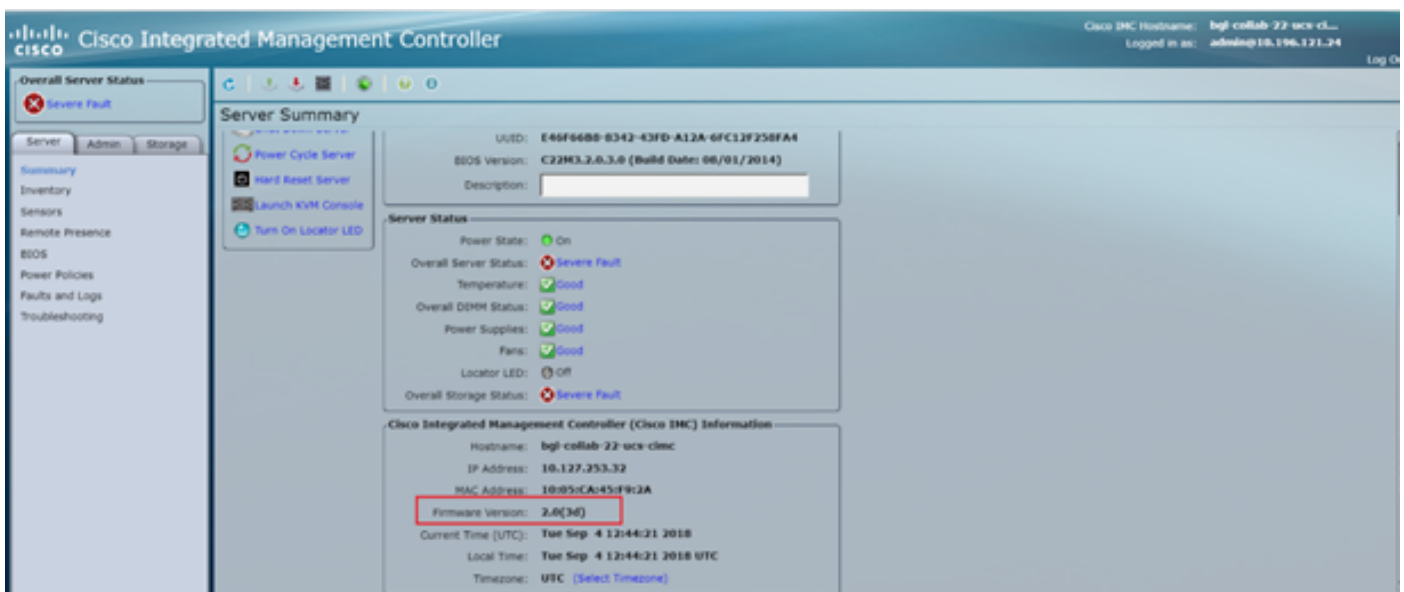 CISCO Cisco Integrated Management Controller
Cisco IMC Hostname: bgl-collab-22-ucs-ci...
Logged in as: admin@10.196.121.24
Log O
Overall Server Status
Severe Fault
Server Admin Storage
Summary
Inventory
Sensors
Remote Presence
BIOS
Power Policies
Faults and Logs
Troubleshooting
Server Summary
Power Cycle Server
Hard Reset Server
Launch KVM Console
Turn On Locator LED
UUID: E46F66B8-8342-43FD-A12A-6FC12F258FA4
BIOS Version: C22M3.2.0.3.0 (Build Date: 08/01/2014)
Description:
Server Status
Power State: On
Overall Server Status: Severe Fault
Temperature: Good
Overall DIMM Status: Good
Power Supplies: Good
Fans: Good
Locator LED: Off
Overall Storage Status: Severe Fault
Cisco Integrated Management Controller (Cisco IMC) Information
Hostname: bgl-collab-22-ucs-cimc
IP Address: 10.127.253.32
MAC Address: 10:05:CA:45:F9:2A
Firmware Version: 2.0(3d)
Current Time (UTC): Tue Sep 4 12:44:21 2018
Local Time: Tue Sep 4 12:44:21 2018 UTC
Timezone: UTC (Select Timezone)